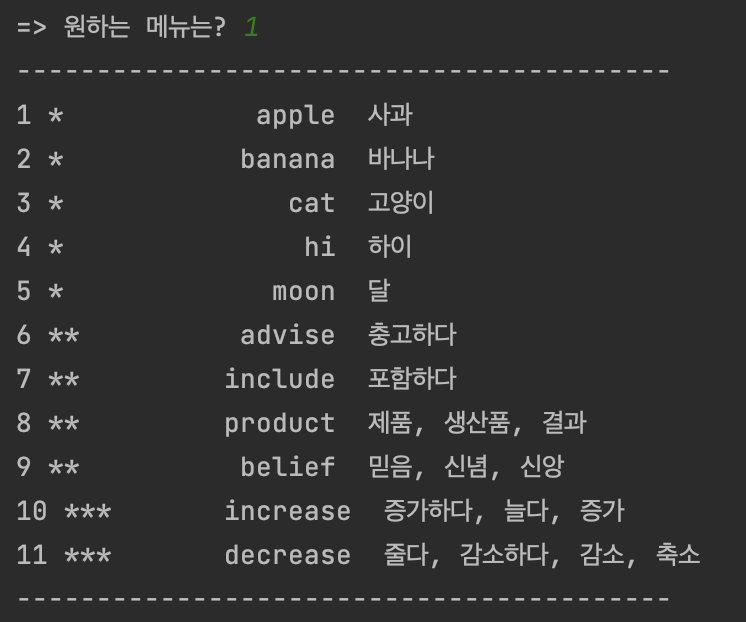 => 원하는 메뉴는? 1
-----------------------------------------
1 *            apple  사과
2 *           banana  바나나
3 *              cat  고양이
4 *               hi  하이
5 *             moon  달
6 **          advise  충고하다
7 **         include  포함하다
8 **         product  제품, 생산품, 결과
9 **          belief  믿음, 신념, 신앙
10 ***       increase  증가하다, 늘다, 증가
11 ***       decrease  줄다, 감소하다, 감소, 축소
-----------------------------------------